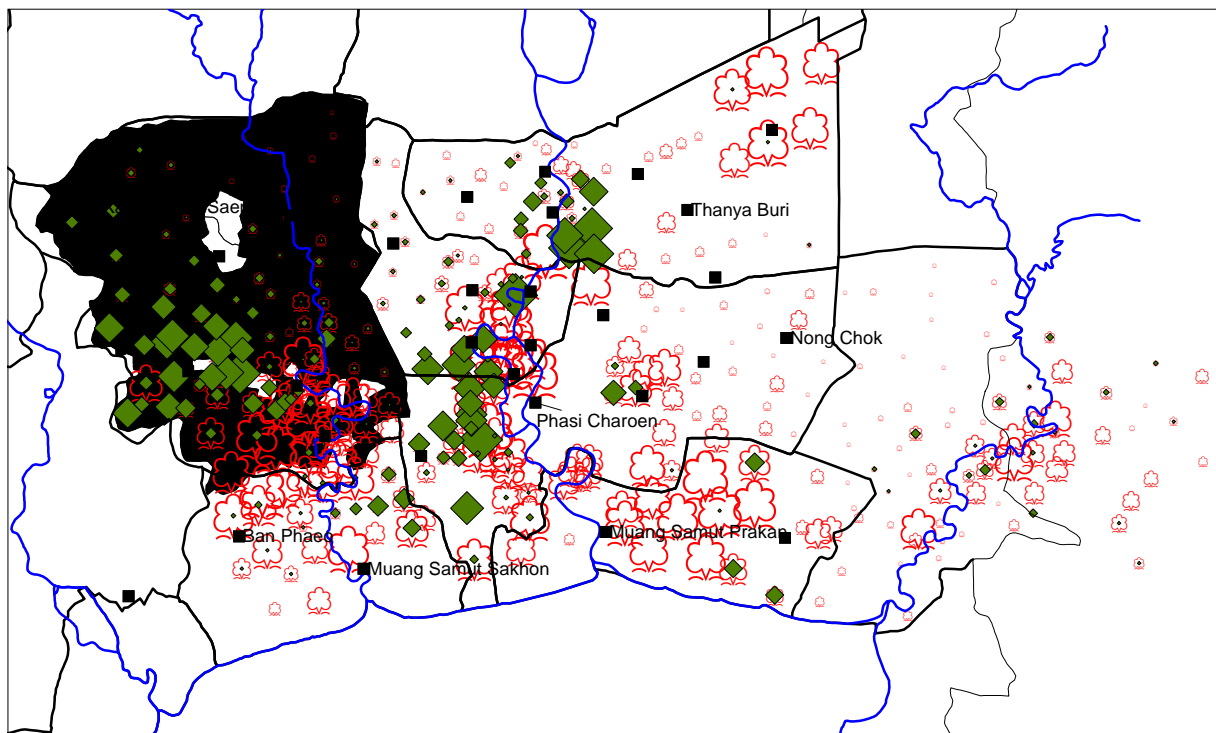 Thanya Buri
Nong Chok
Phasi Charoen
Muang Samut Prakan
Ban Phaeo
Muang Samut Sakhon